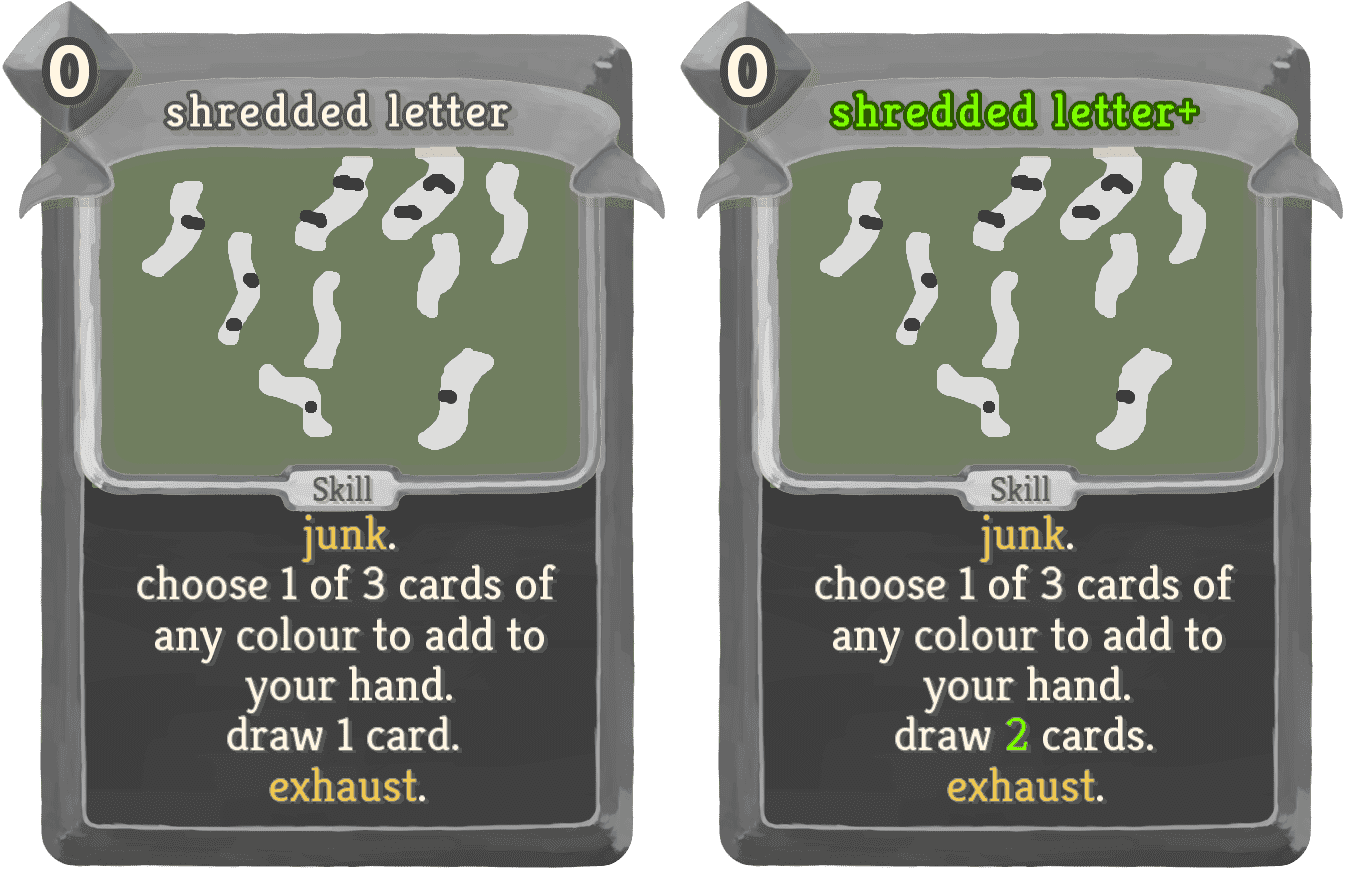 0
shredded letter
Skill
junk.
choose 1 of 3 cards of
any colour to add to
your hand.
draw 1 card.
exhaust.
0
shredded letter+
Skill
junk.
choose 1 of 3 cards of
any colour to add to
your hand.
draw 2 cards.
exhaust.